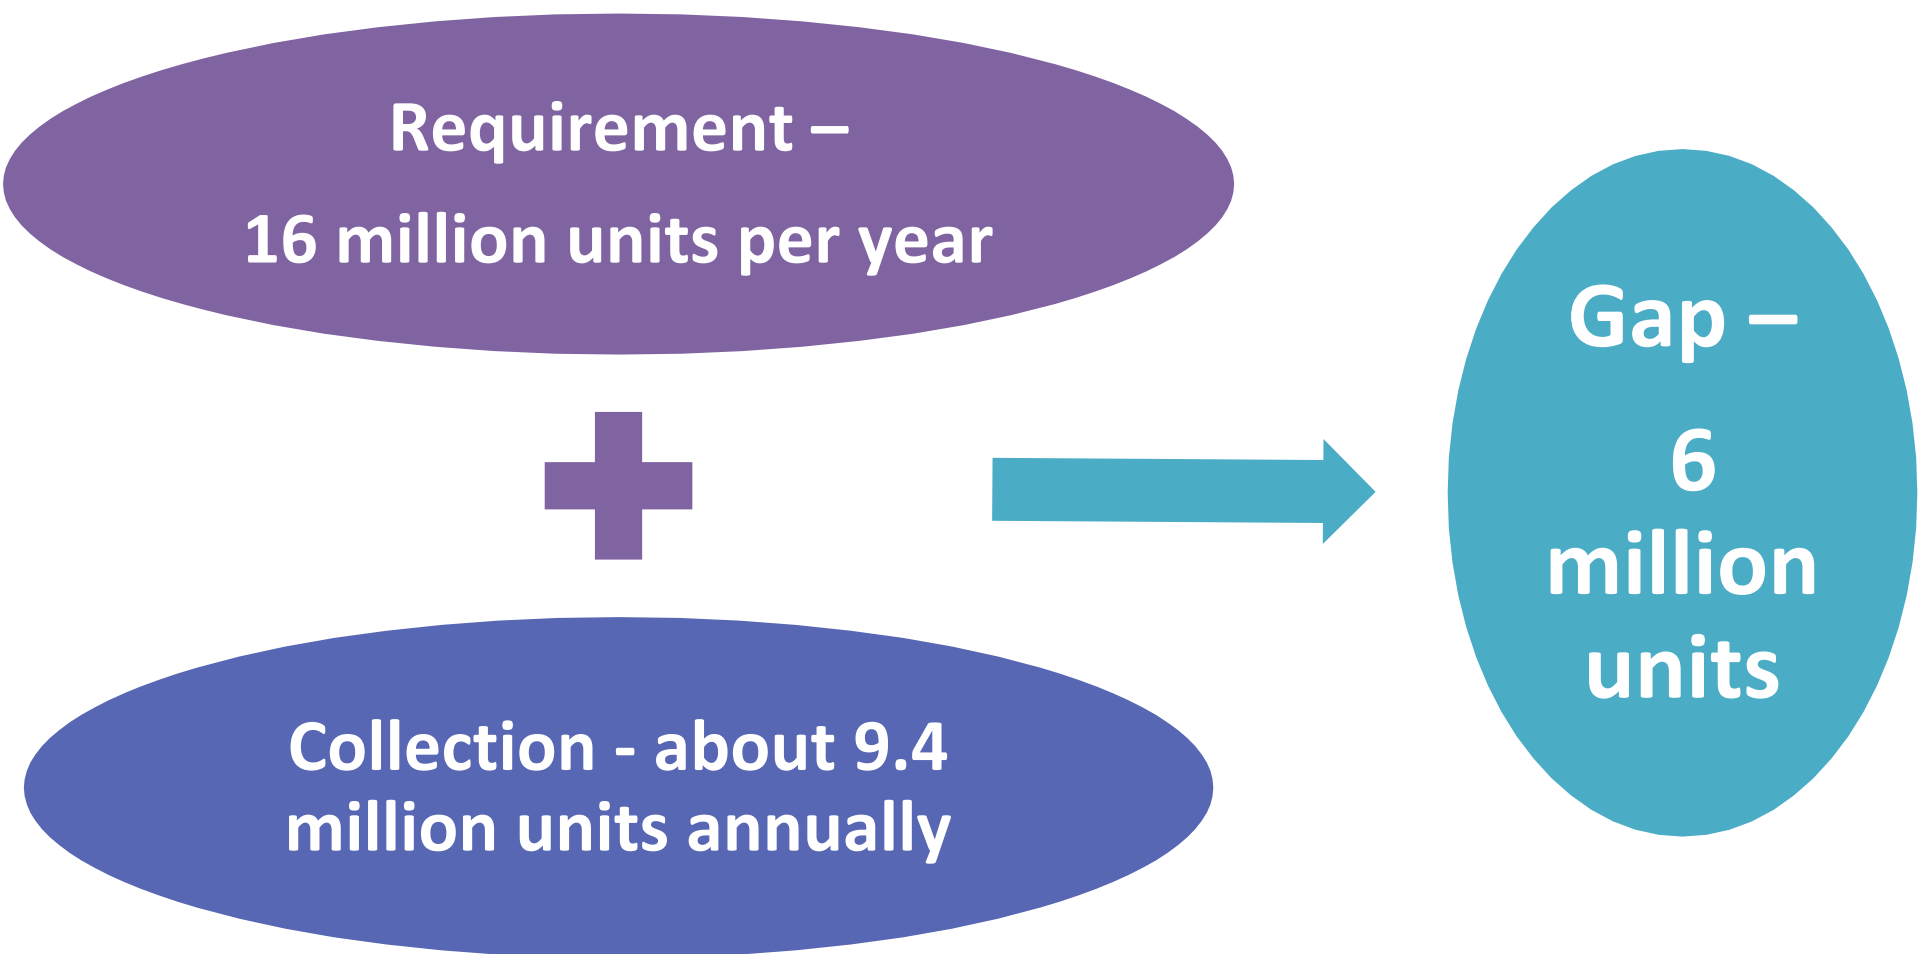 Requirement –
16 million units per year
Collection - about 9.4
million units annually
Gap –
6
million
units